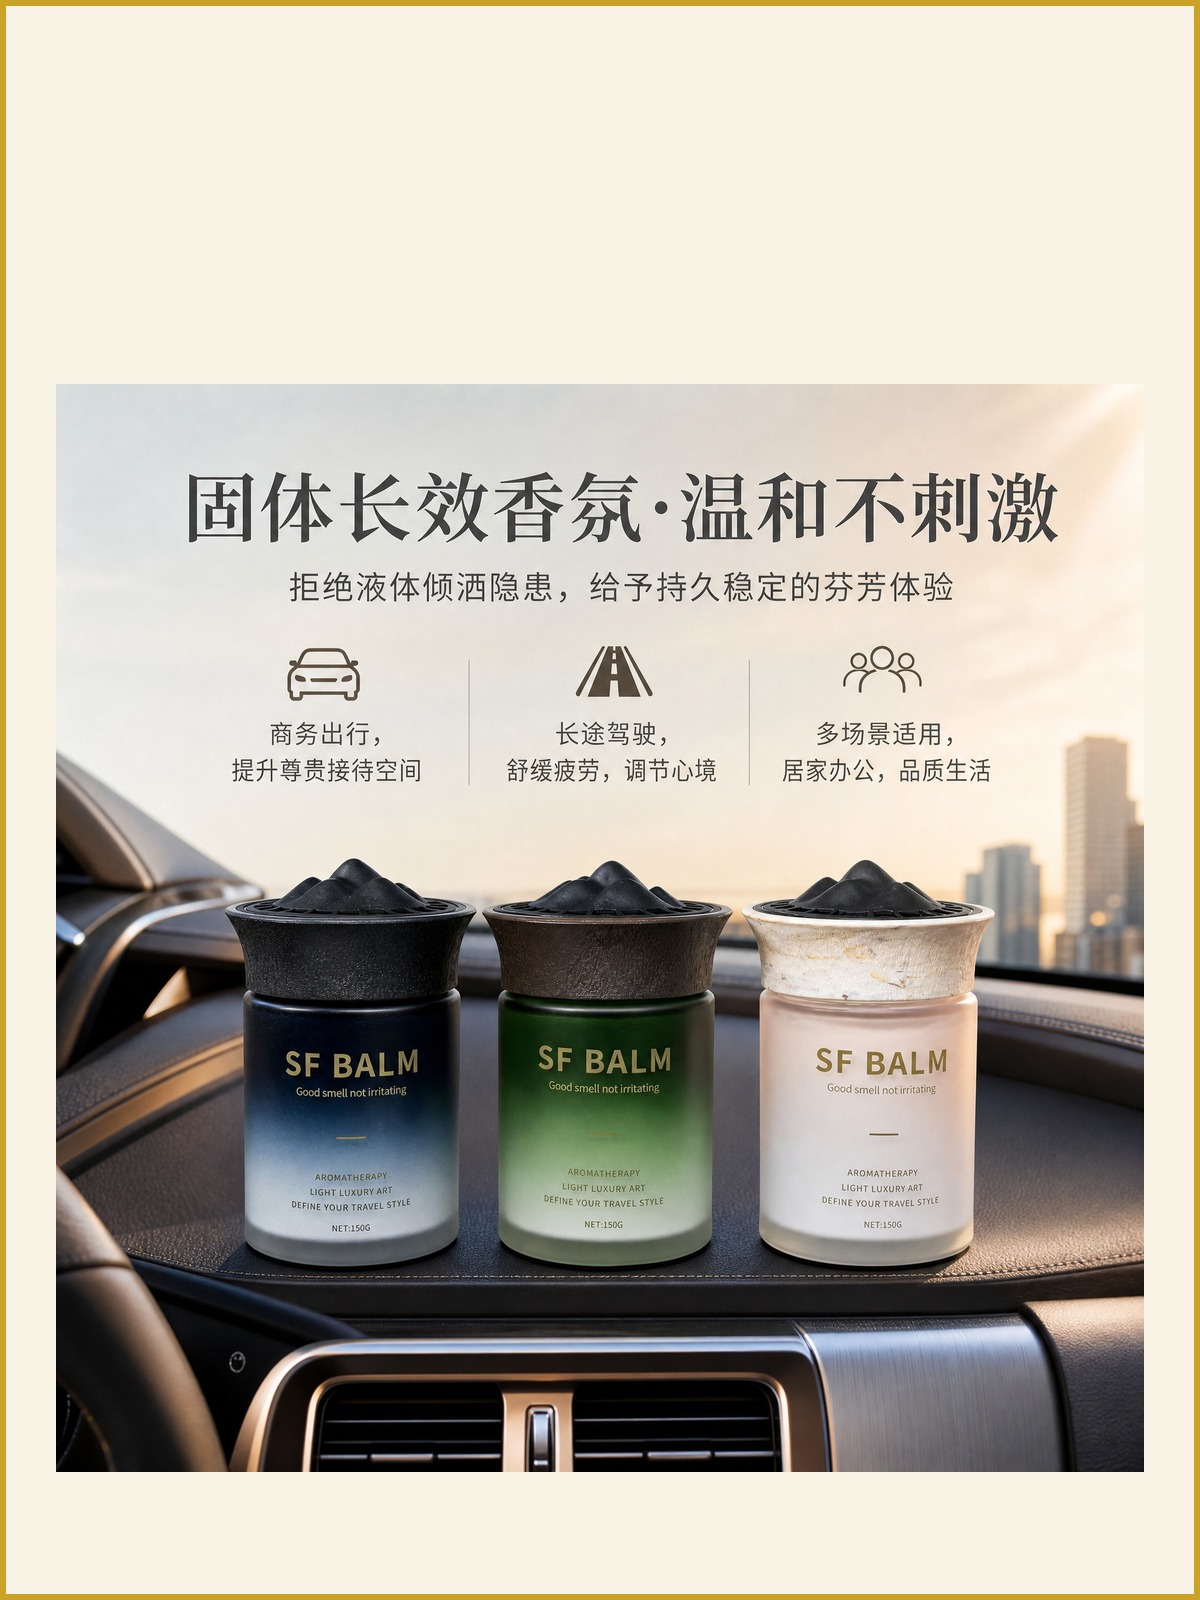 固体长效香氛·温和不刺激
拒绝液体倾洒隐患，给予持久稳定的芬芳体验
商务出行，
提升尊贵接待空间
长途驾驶，
舒缓疲劳，调节心境
多场景适用，
居家办公，品质生活
SF BALM
Good smell not irritating
AROMATHERAPY
LIGHT LUXURY ART
DEFINE YOUR TRAVEL STYLE
NET:150G
SF BALM
Good smell not irritating
AROMATHERAPY
LIGHT LUXURY ART
DEFINE YOUR TRAVEL STYLE
NET:150G
SF BALM
Good smell not irritating
AROMATHERAPY
LIGHT LUXURY ART
DEFINE YOUR TRAVEL STYLE
NET:150G